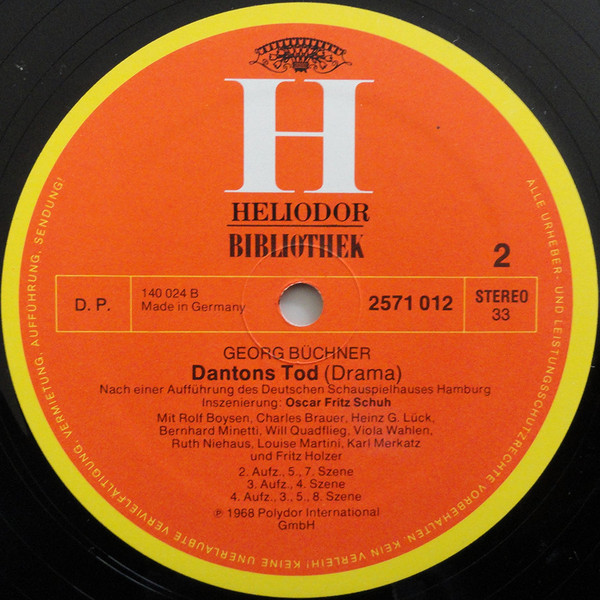 H
HELIODOR
BIBLIOTHEK
2
D. P.
140 024 B
Made in Germany
2571 012
STEREO
33
GEORG BÜCHNER
Dantons Tod (Drama)
Nach einer Aufführung des Deutschen Schauspielhauses Hamburg
Inszenierung: Oscar Fritz Schuh
Mit Rolf Boysen, Charles Brauer, Heinz G. Lück,
Bernhard Minetti, Will Quadflieg, Viola Wahlen,
Ruth Niehaus, Louise Martini, Karl Merkatz
und Fritz Holzer
2. Aufz., 5., 7. Szene
3. Aufz., 4. Szene
4. Aufz., 3., 5., 8. Szene
℗ 1968 Polydor International
GmbH
ALLE URHEBER- UND LEISTUNGSSCHUTZRECHTE VORBEHALTEN. KEIN VERLEIH! KEINE UNERLAUBTE VERVIELFÄLTIGUNG, VERMIETUNG, AUFFÜHRUNG, SENDUNG!